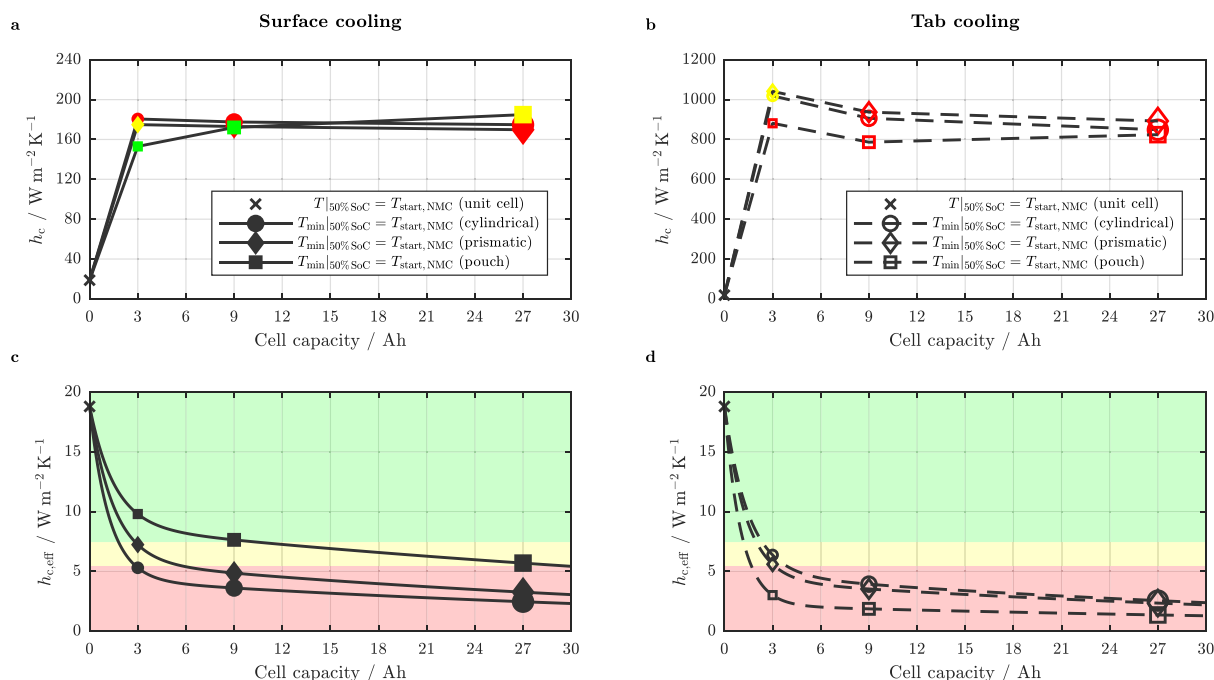 Surface cooling
Tab cooling
a
b
240
200
160
120
80
40
0
h_c / W m⁻² K⁻¹
T|50% SoC = T_start, NMC (unit cell)
T_min|50% SoC = T_start, NMC (cylindrical)
T_min|50% SoC = T_start, NMC (prismatic)
T_min|50% SoC = T_start, NMC (pouch)
0 3 6 9 12 15 18 21 24 27 30
Cell capacity / Ah
1200
1000
800
600
400
200
0
h_c / W m⁻² K⁻¹
T|50% SoC = T_start, NMC (unit cell)
T_min|50% SoC = T_start, NMC (cylindrical)
T_min|50% SoC = T_start, NMC (prismatic)
T_min|50% SoC = T_start, NMC (pouch)
0 3 6 9 12 15 18 21 24 27 30
Cell capacity / Ah
c
d
20
15
10
5
0
h_c,eff / W m⁻² K⁻¹
0 3 6 9 12 15 18 21 24 27 30
Cell capacity / Ah
20
15
10
5
0
h_c,eff / W m⁻² K⁻¹
0 3 6 9 12 15 18 21 24 27 30
Cell capacity / Ah